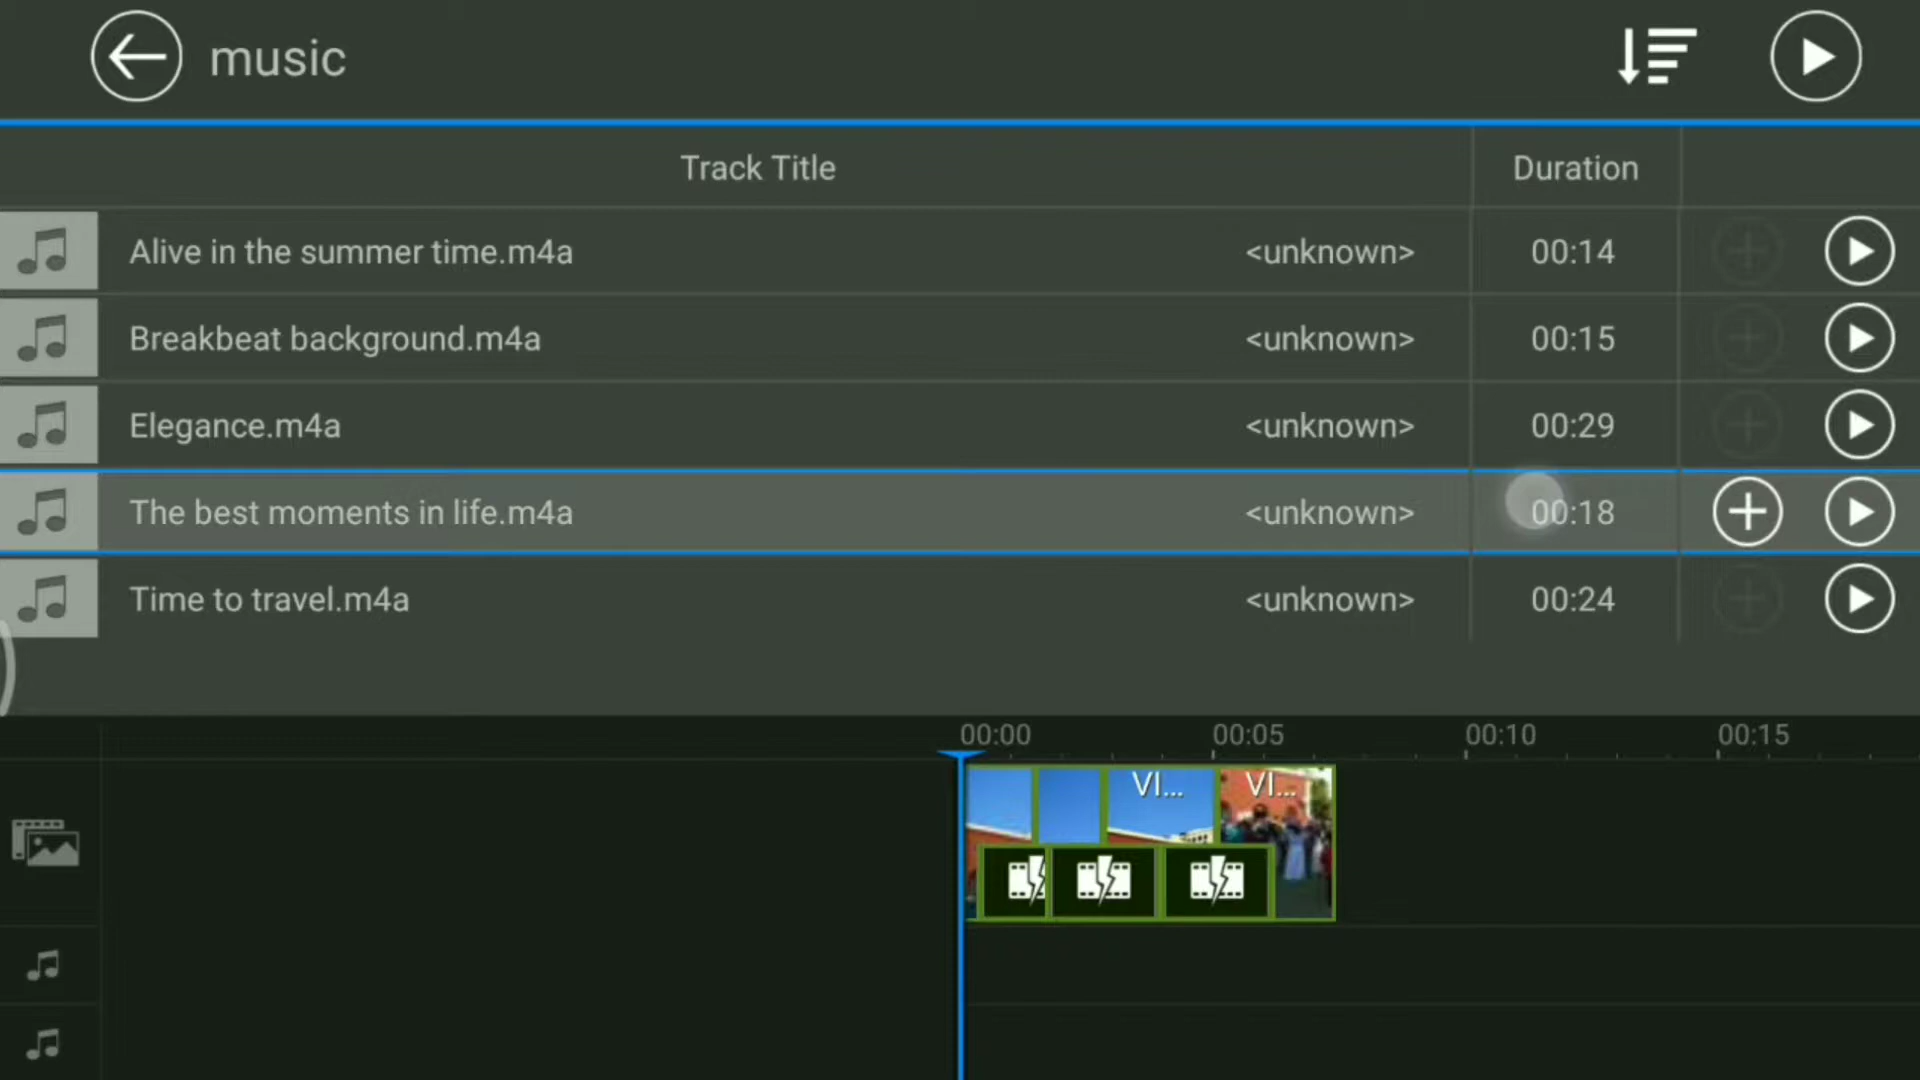 music
Track Title Duration
Alive in the summer time.m4a <unknown> 00:14
Breakbeat background.m4a <unknown> 00:15
Elegance.m4a <unknown> 00:29
The best moments in life.m4a <unknown> 00:18
Time to travel.m4a <unknown> 00:24
00:00 00:05 00:10 00:15
VI... VI...